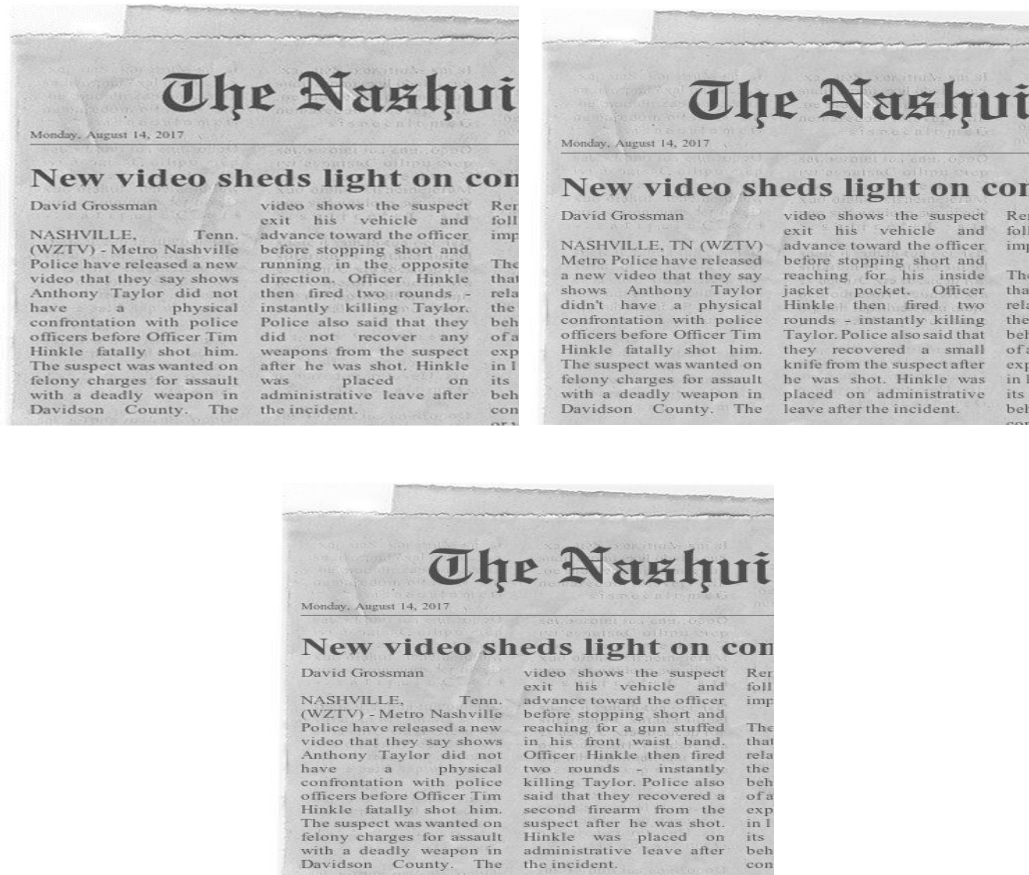 The Nashvi
Monday, August 14, 2017
New video sheds light on con
David Grossman
NASHVILLE, Tenn.
(WZTV) - Metro Nashville
Police have released a new
video that they say shows
Anthony Taylor did not
have a physical
confrontation with police
officers before Officer Tim
Hinkle fatally shot him.
The suspect was wanted on
felony charges for assault
with a deadly weapon in
Davidson County. The
video shows the suspect
exit his vehicle and
advance toward the officer
before stopping short and
running in the opposite
direction. Officer Hinkle
then fired two rounds -
instantly killing Taylor.
Police also said that they
did not recover any
weapons from the suspect
after he was shot. Hinkle
was placed on
administrative leave after
the incident.
The Nashvi
Monday, August 14, 2017
New video sheds light on con
David Grossman
NASHVILLE, TN (WZTV)
Metro Police have released
a new video that they say
shows Anthony Taylor
didn't have a physical
confrontation with police
officers before Officer Tim
Hinkle fatally shot him.
The suspect was wanted on
felony charges for assault
with a deadly weapon in
Davidson County. The
video shows the suspect
exit his vehicle and
advance toward the officer
before stopping short and
reaching for his inside
jacket pocket. Officer
Hinkle then fired two
rounds - instantly killing
Taylor. Police also said that
they recovered a small
knife from the suspect after
he was shot. Hinkle was
placed on administrative
leave after the incident.
The Nashvi
Monday, August 14, 2017
New video sheds light on con
David Grossman
NASHVILLE, Tenn.
(WZTV) - Metro Nashville
Police have released a new
video that they say shows
Anthony Taylor did not
have a physical
confrontation with police
officers before Officer Tim
Hinkle fatally shot him.
The suspect was wanted on
felony charges for assault
with a deadly weapon in
Davidson County. The
video shows the suspect
exit his vehicle and
advance toward the officer
before stopping short and
reaching for a gun stuffed
in his front waist band.
Officer Hinkle then fired
two rounds - instantly
killing Taylor. Police also
said that they recovered a
second firearm from the
suspect after he was shot.
Hinkle was placed on
administrative leave after
the incident.